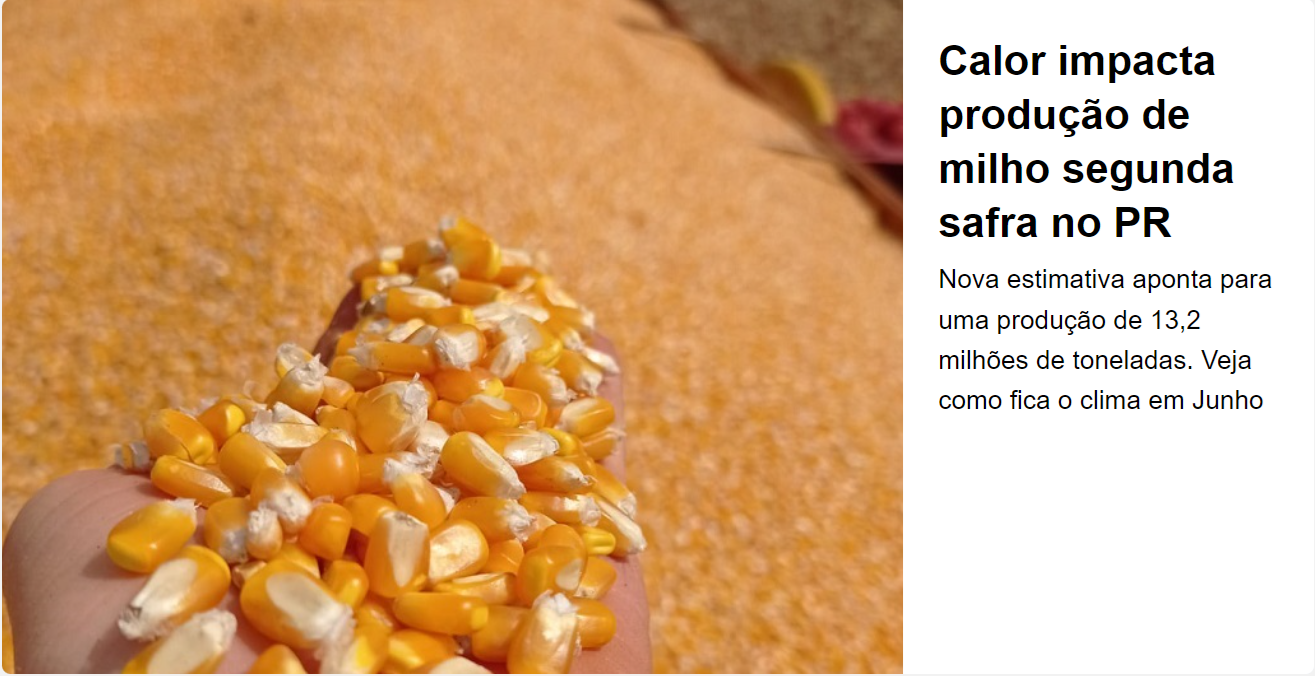 Calor impacta
produção de
milho segunda
safra no PR
Nova estimativa aponta para
uma produção de 13,2
milhões de toneladas. Veja
como fica o clima em Junho